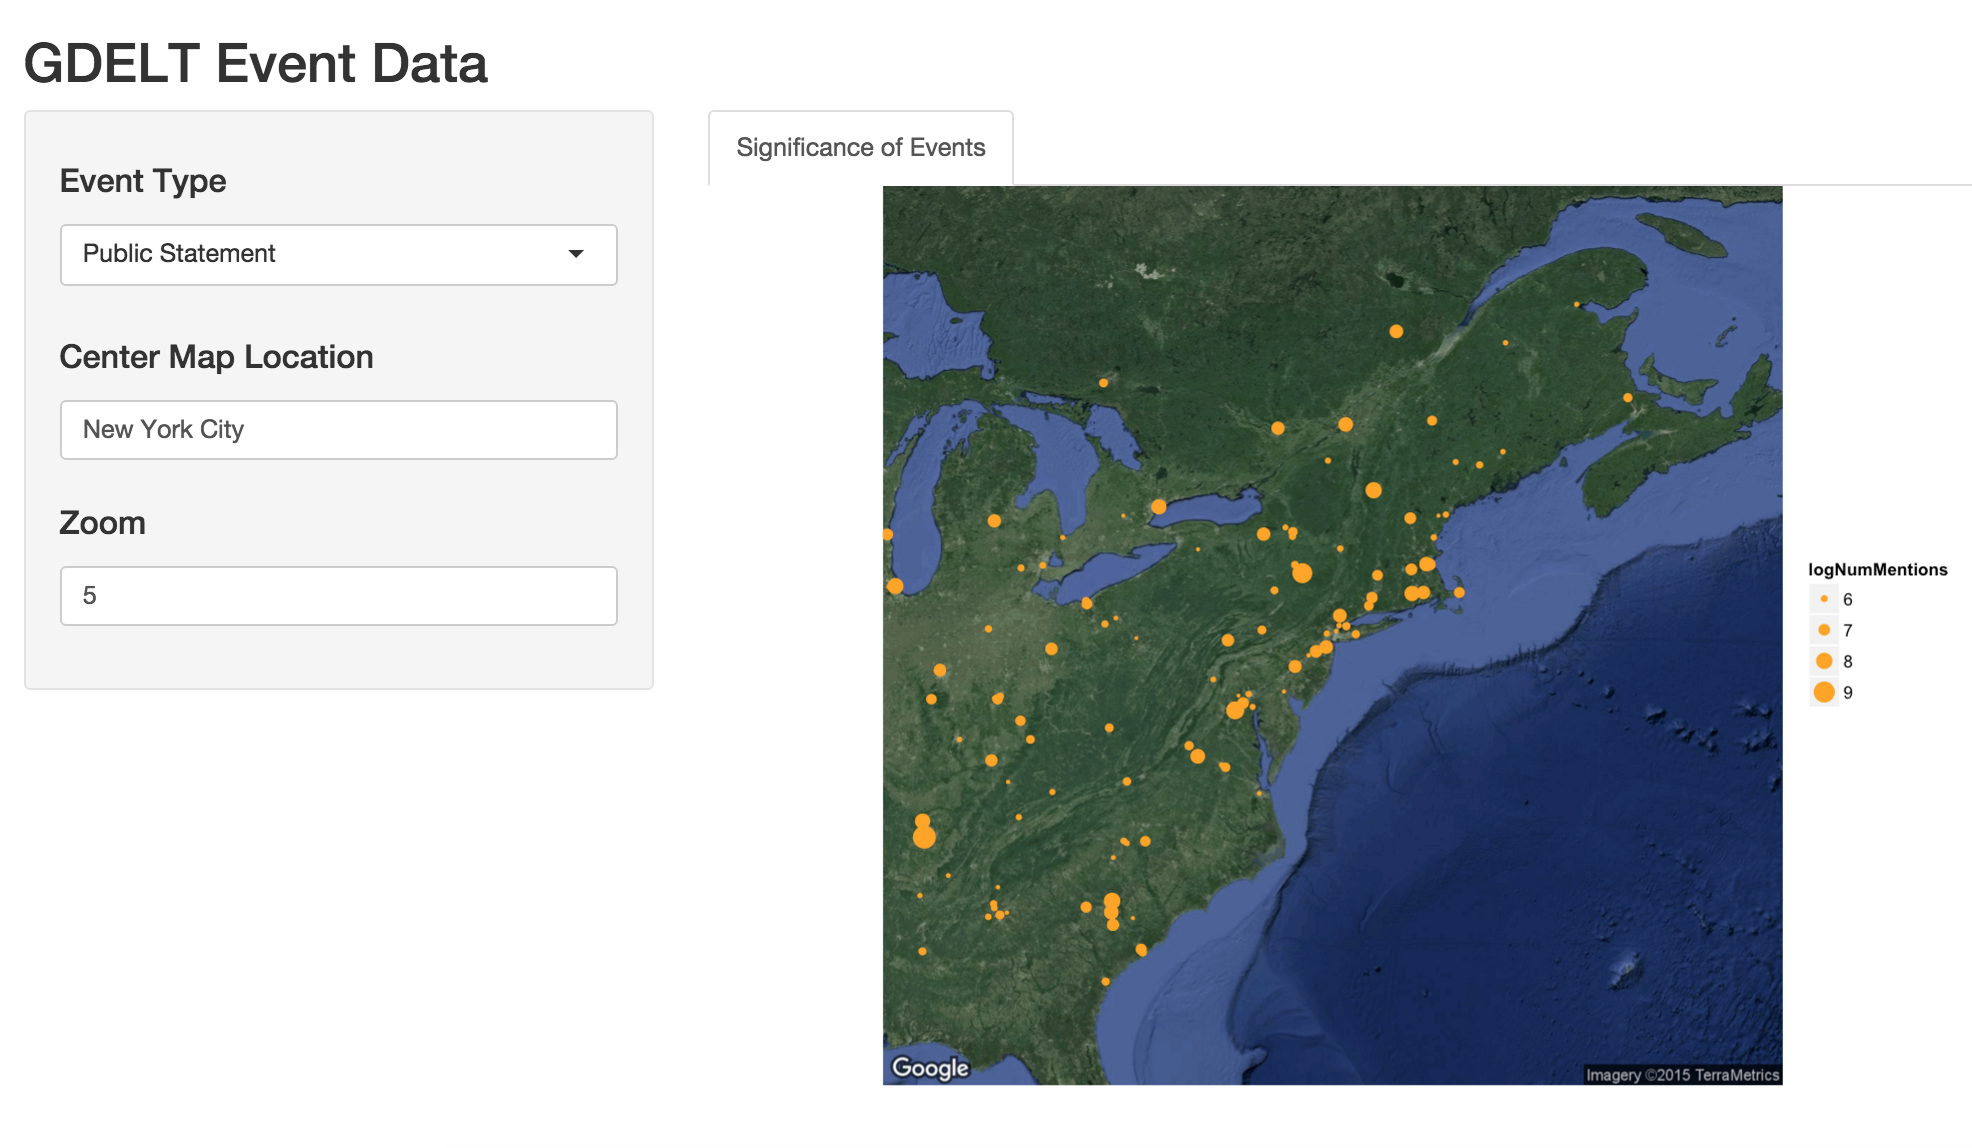 GDELT Event Data
Event Type
Public Statement
Center Map Location
New York City
Zoom
5
Significance of Events
logNumMentions
6
7
8
9
Google
Imagery ©2015 TerraMetrics